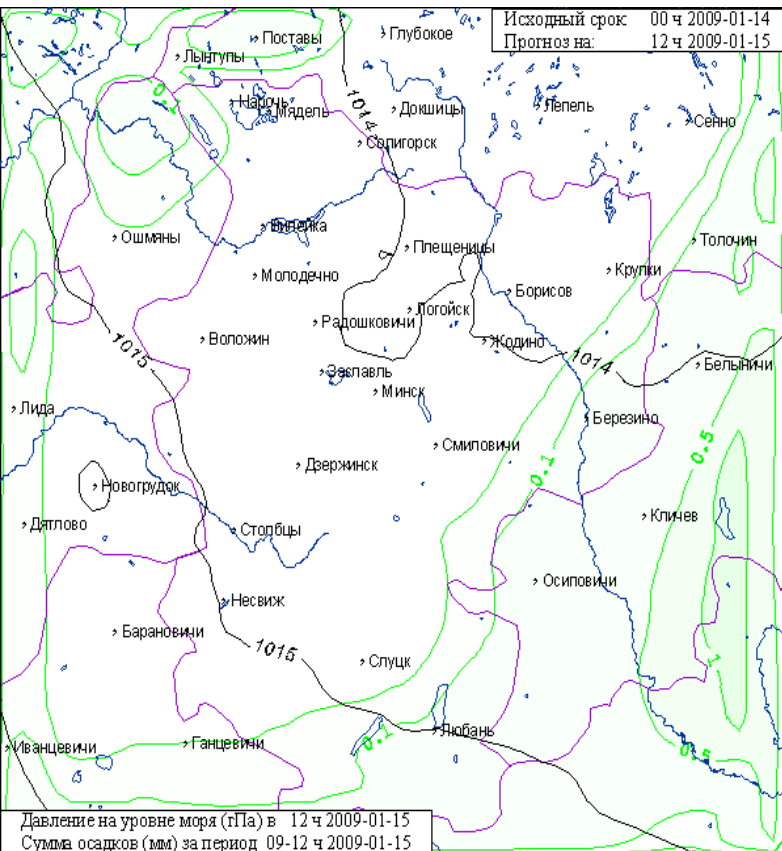 Исходный срок 00 ч 2009-01-14
Прогноз на: 12 ч 2009-01-15
Поставы
Глубокое
Лынтупы
0.1
Нарочь
Мядель
1014
Докшицы
Лепель
Сенно
Солигорск
Ошмяны
Вилейка
Плещеницы
Толочин
Молодечно
Крупки
Борисов
Радошковичи
Логойск
1015
Воложин
Жодино
1014
Заславль
Белыничи
Минск
Лида
Березино
Смиловичи
0.5
Дзержинск
0.1
Новогрудок
Дятлово
Столбцы
Кличев
Осиповичи
Несвиж
Барановичи
1015
Слуцк
1
Иванцевичи
Ганцевичи
0.1
Любань
0.5
Давление на уровне моря (гПа) в 12 ч 2009-01-15
Сумма осадков (мм) за период 09-12 ч 2009-01-15